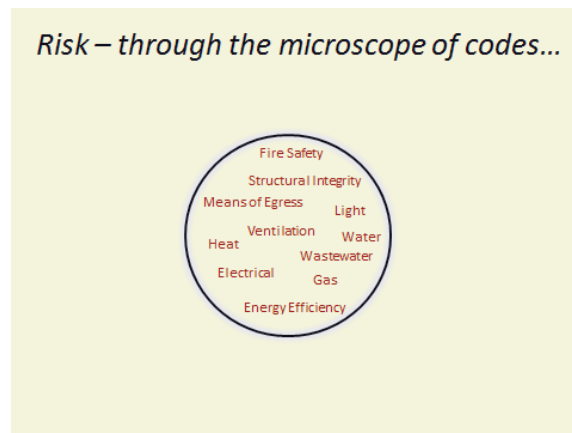 Risk – through the microscope of codes...
Fire Safety
Structural Integrity
Means of Egress
Light
Ventilation
Water
Heat
Wastewater
Electrical
Gas
Energy Efficiency